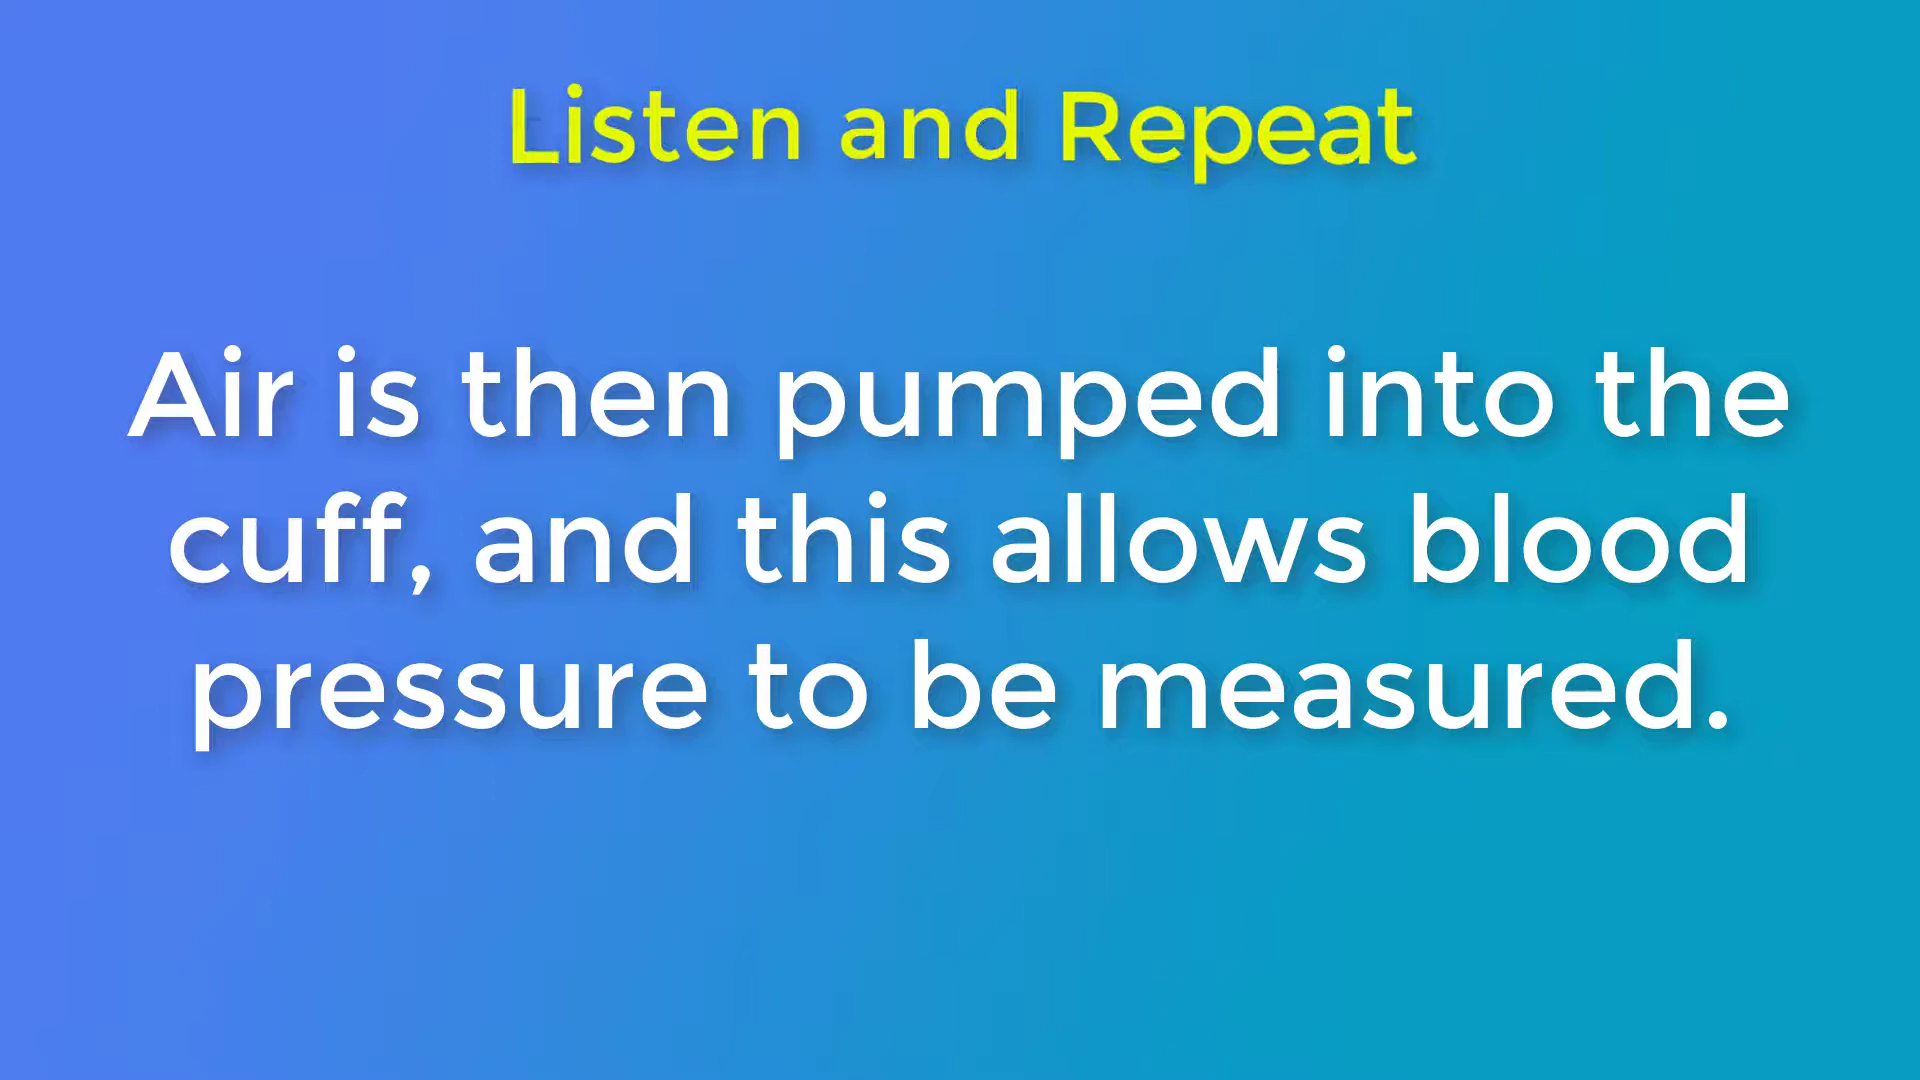 Listen and Repeat
Air is then pumped into the
cuff, and this allows blood
pressure to be measured.